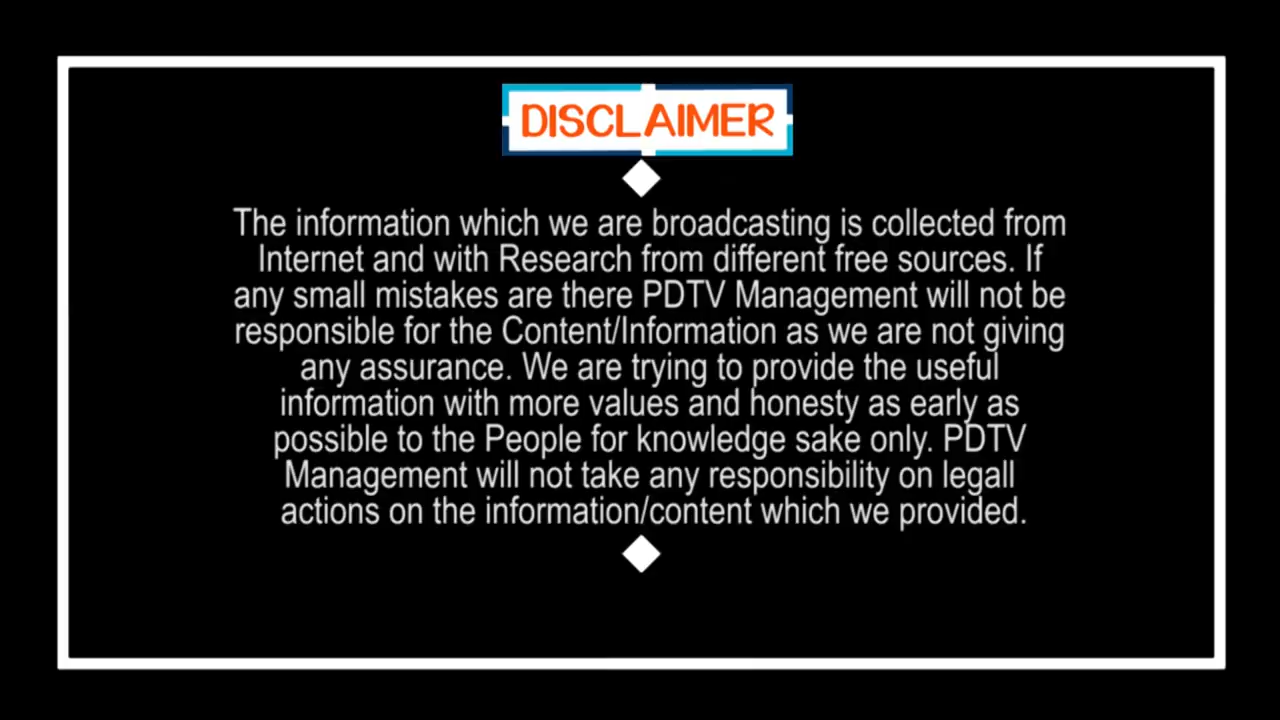 DISCLAIMER
The information which we are broadcasting is collected from
Internet and with Research from different free sources. If
any small mistakes are there PDTV Management will not be
responsible for the Content/Information as we are not giving
any assurance. We are trying to provide the useful
information with more values and honesty as early as
possible to the People for knowledge sake only. PDTV
Management will not take any responsibility on legall
actions on the information/content which we provided.